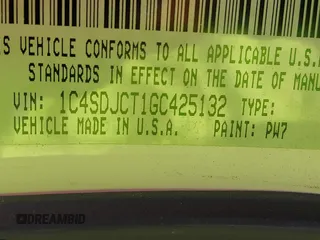 S VEHICLE CONFORMS TO ALL APPLICABLE U.S.
STANDARDS IN EFFECT ON THE DATE OF MANU
VIN: 1C4SDJCT1GC425132 TYPE:
VEHICLE MADE IN U.S.A. PAINT: PW7
DREAMBID